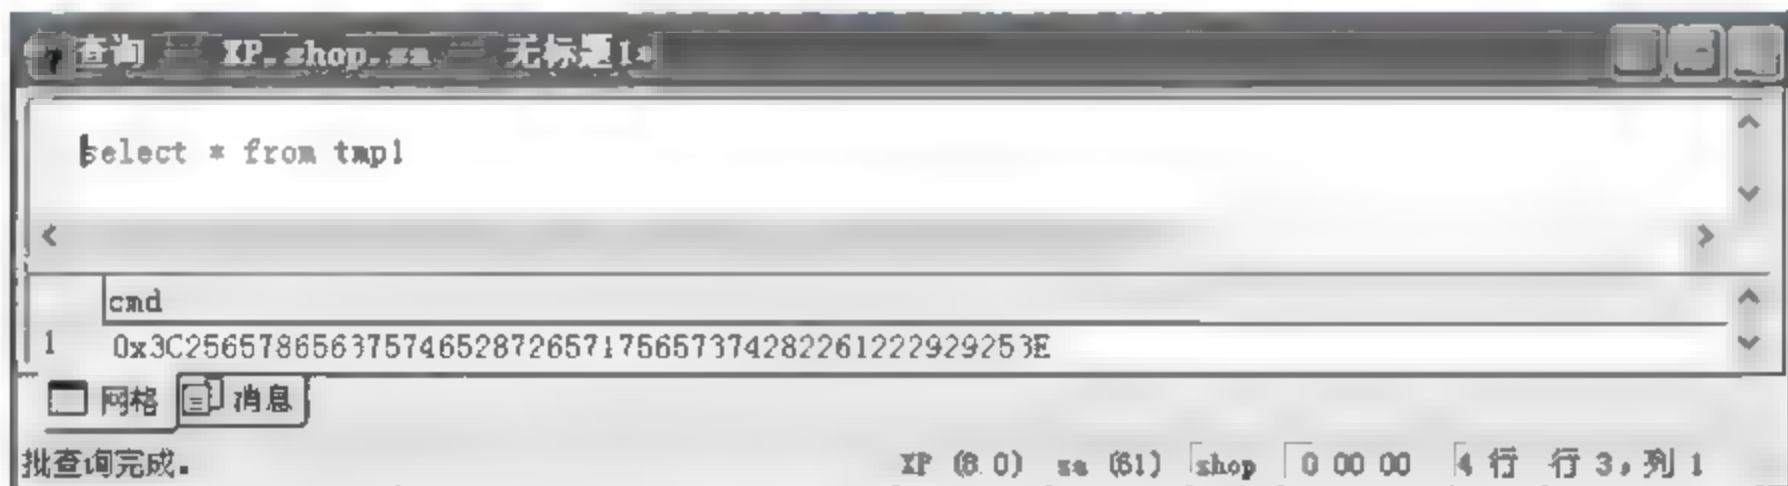 查询 — XP.shop.sa — 无标题1*
select * from tmp1
cmd
1 0x3C25657865637574652872657175657374282261222929253E
网格 消息
批查询完成。 XP (8.0) sa (61) shop 0 00 00 4 行 行 3, 列 1